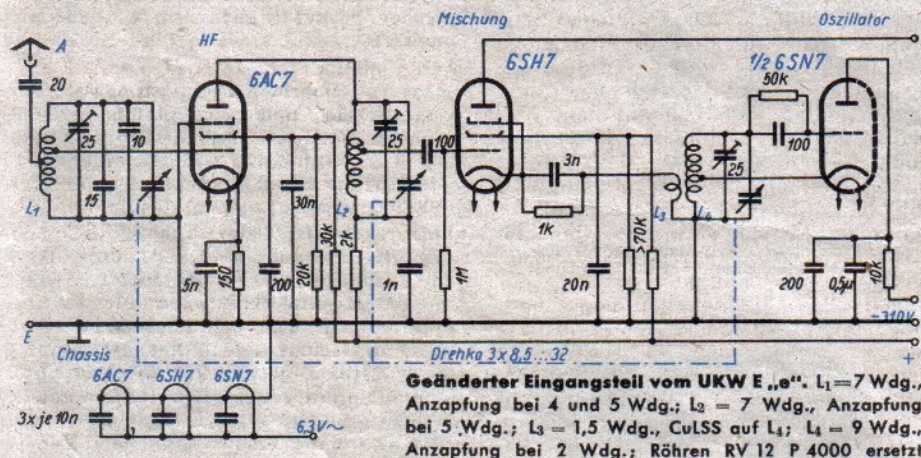 Mischung
Oszillator
A
HF
6AC7
6SH7
½ 6SN7
20
25
10
15
L₁
5n
150
200
30n
20k
30k
2k
L₂
25
100
1n
1M
3n
1k
20n
70k
L₃
L₄
50k
100
25
200
0,5µ
10k
-310V
+
E
Chassis
Drehko 3x8,5...32
6AC7
6SH7
6SN7
3x je 10n
6,3V~
Geänderter Eingangsteil vom UKW E „e“. L₁=7 Wdg.,
Anzapfung bei 4 und 5 Wdg.; L₂ = 7 Wdg., Anzapfung
bei 5 Wdg.; L₃ = 1,5 Wdg., CuLSS auf L₄; L₄ = 9 Wdg.,
Anzapfung bei 2 Wdg.; Röhren RV 12 P 4000 ersetzt